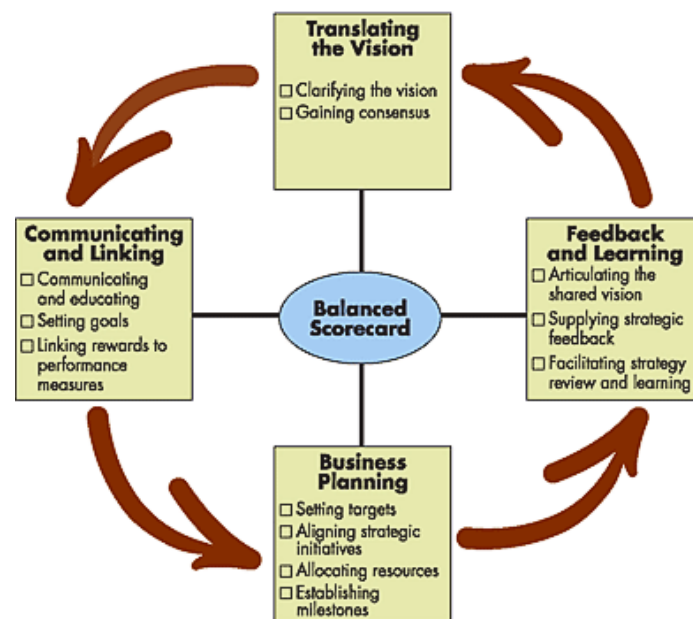 Translating
the Vision
☐ Clarifying the vision
☐ Gaining consensus
Communicating
and Linking
☐ Communicating
and educating
☐ Setting goals
☐ Linking rewards to
performance
measures
Balanced
Scorecard
Feedback
and Learning
☐ Articulating the
shared vision
☐ Supplying strategic
feedback
☐ Facilitating strategy
review and learning
Business
Planning
☐ Setting targets
☐ Aligning strategic
initiatives
☐ Allocating resources
☐ Establishing
milestones